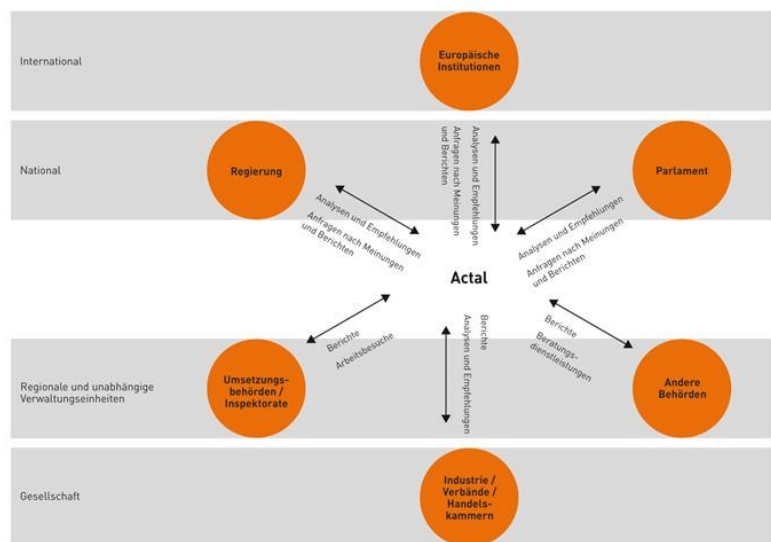 International
Europäische
Institutionen
National
Regierung
Parlament
Analysen und Empfehlungen
Anfragen nach Meinungen
und Berichten
Analysen und Empfehlungen
Anfragen nach Meinungen
und Berichten
Analysen und Empfehlungen
Anfragen nach Meinungen
und Berichten
Actal
Berichte
Arbeitsbesuche
Berichte
Analysen und Empfehlungen
Berichte
Beratungs-
dienstleistungen
Regionale und unabhängige
Verwaltungseinheiten
Umsetzungs-
behörden /
Inspektorate
Andere
Behörden
Gesellschaft
Industrie /
Verbände /
Handels-
kammern